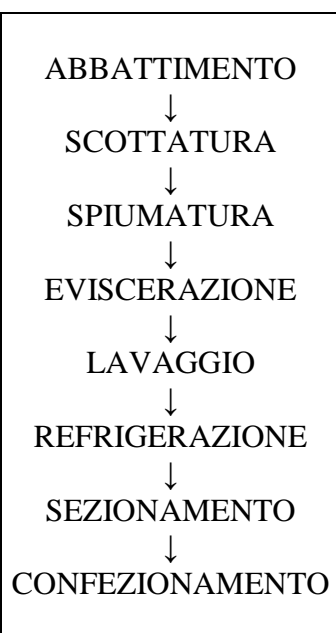 ABBATTIMENTO
↓
SCOTTATURA
↓
SPIUMATURA
↓
EVISCERAZIONE
↓
LAVAGGIO
↓
REFRIGERAZIONE
↓
SEZIONAMENTO
↓
CONFEZIONAMENTO